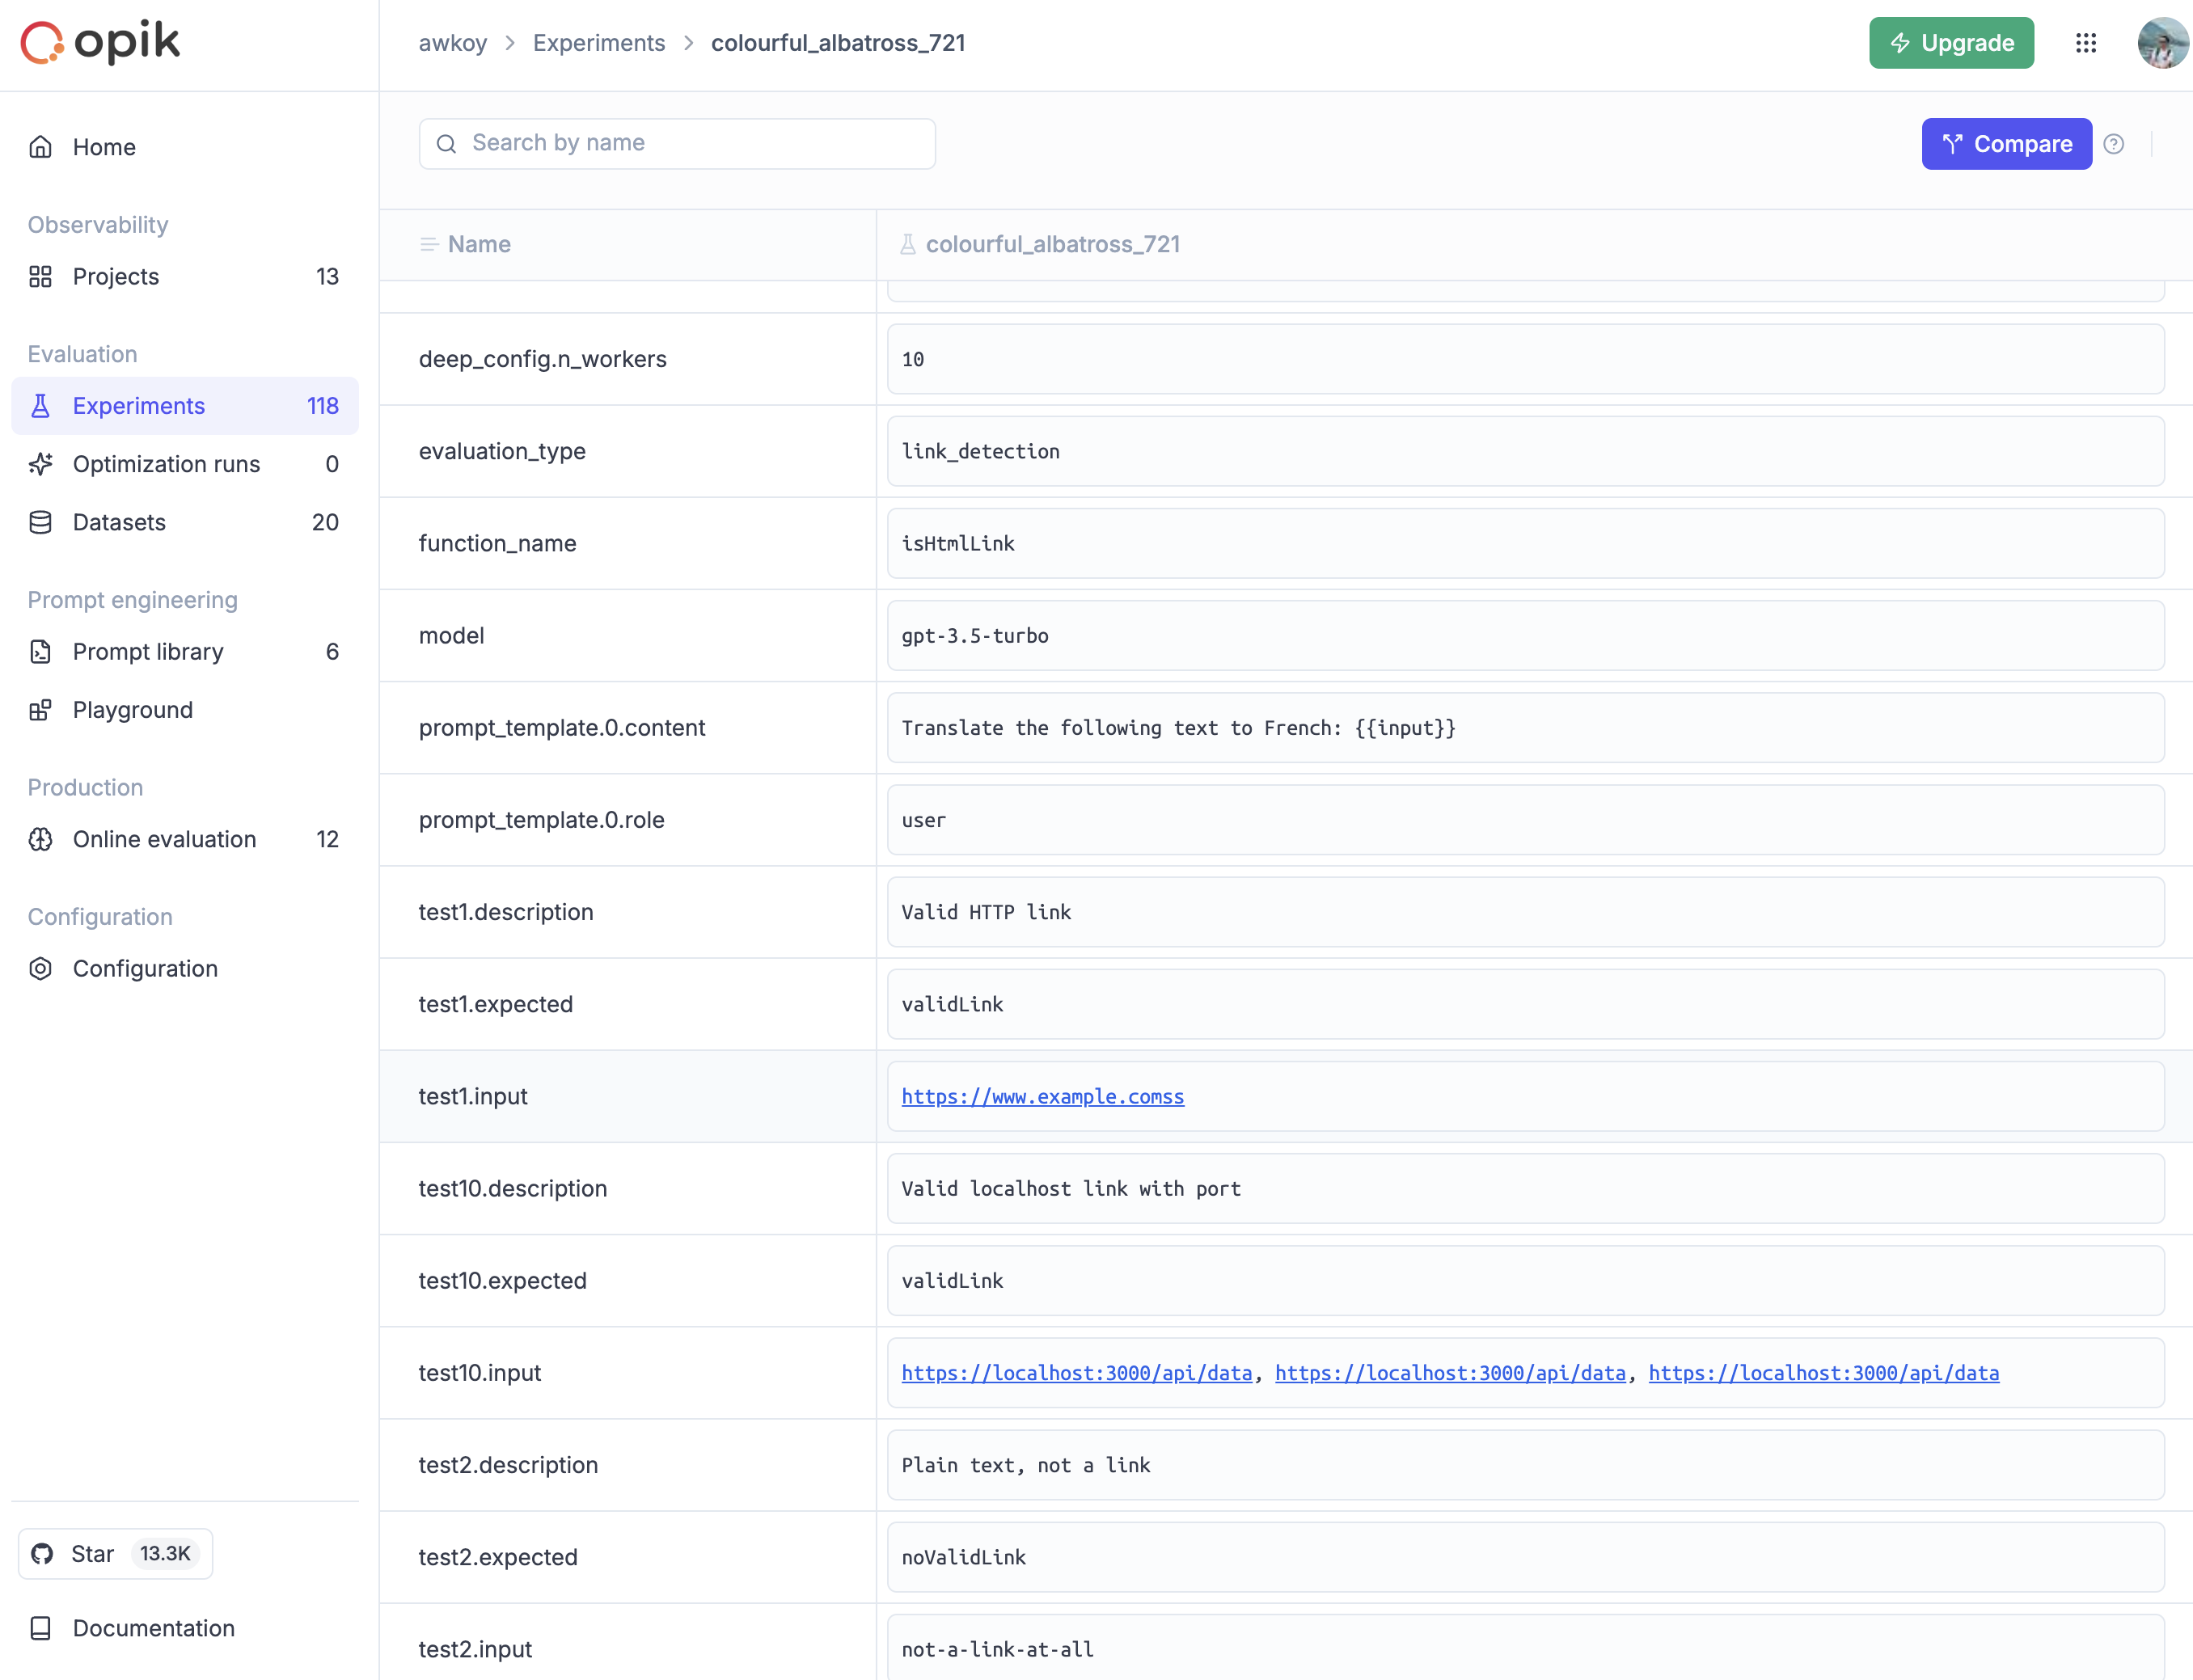 opik
awkoy > Experiments > colourful_albatross_721
Upgrade
Home
Observability
Projects 13
Evaluation
Experiments 118
Optimization runs 0
Datasets 20
Prompt engineering
Prompt library 6
Playground
Production
Online evaluation 12
Configuration
Configuration
Star 13.3K
Documentation
Search by name
Compare
Name colourful_albatross_721
deep_config.n_workers 10
evaluation_type link_detection
function_name isHtmlLink
model gpt-3.5-turbo
prompt_template.0.content Translate the following text to French: {{input}}
prompt_template.0.role user
test1.description Valid HTTP link
test1.expected validLink
test1.input https://www.example.comss
test10.description Valid localhost link with port
test10.expected validLink
test10.input https://localhost:3000/api/data, https://localhost:3000/api/data, https://localhost:3000/api/data
test2.description Plain text, not a link
test2.expected noValidLink
test2.input not-a-link-at-all